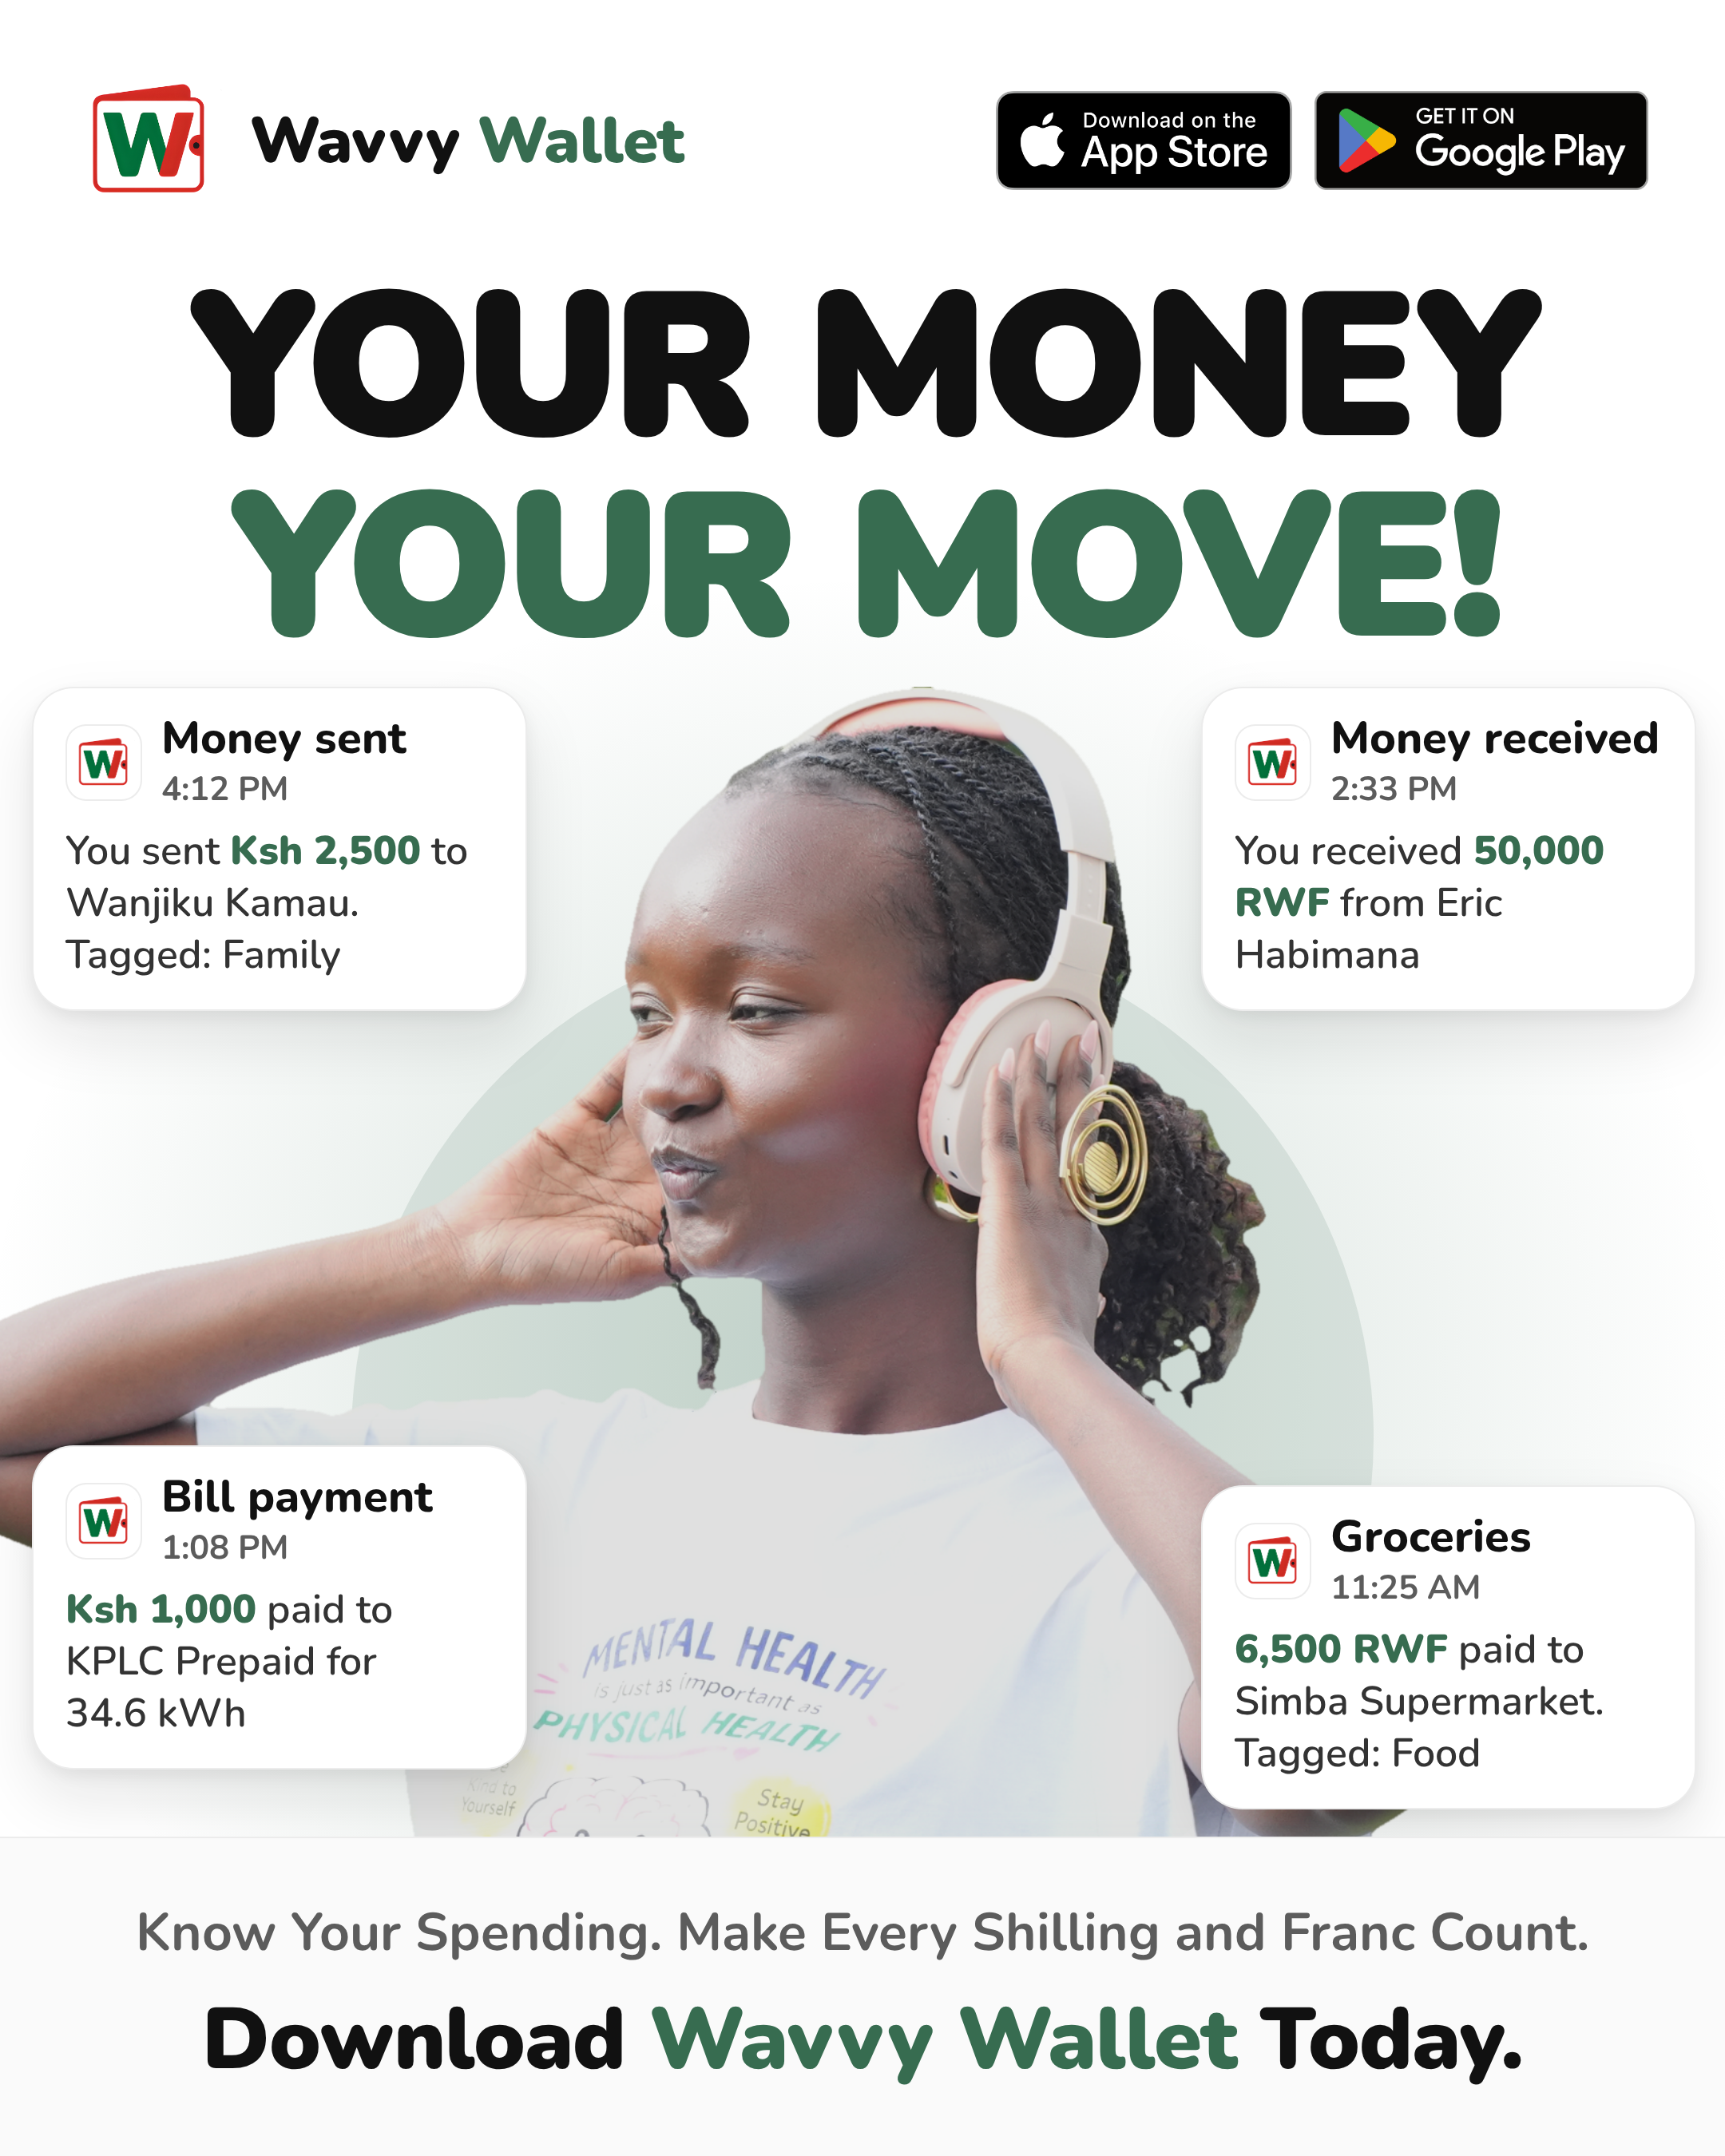 W
Wavvy Wallet
Download on the
App Store
GET IT ON
Google Play
YOUR MONEY
YOUR MOVE!
W
Money sent
4:12 PM
You sent Ksh 2,500 to
Wanjiku Kamau.
Tagged: Family
W
Money received
2:33 PM
You received 50,000
RWF from Eric
Habimana
W
Bill payment
1:08 PM
Ksh 1,000 paid to
KPLC Prepaid for
34.6 kWh
W
Groceries
11:25 AM
6,500 RWF paid to
Simba Supermarket.
Tagged: Food
MENTAL HEALTH
is just as important as
PHYSICAL HEALTH
Kind to
Yourself
Stay
Positive
Know Your Spending. Make Every Shilling and Franc Count.
Download Wavvy Wallet Today.